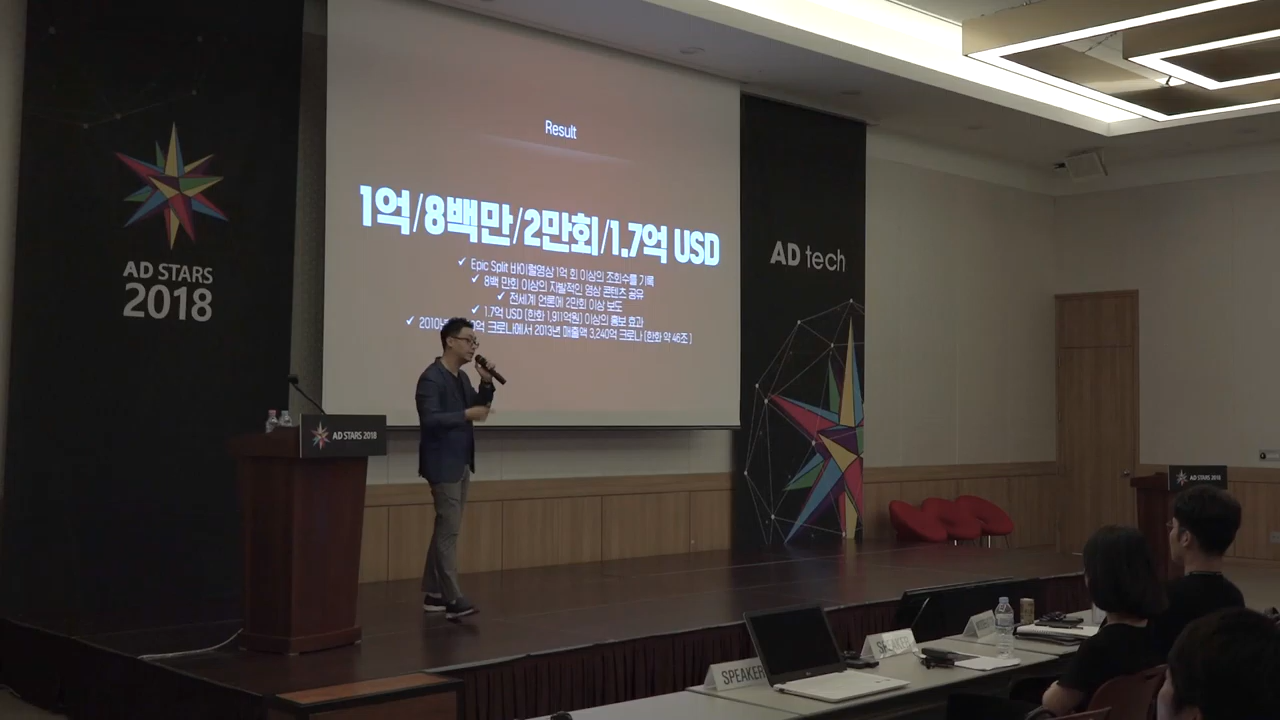 AD STARS
2018
Result
1억/8백만/2만회/1.7억 USD
✓ Epic Split 바이럴영상 1억 회 이상의 조회수를 기록
✓ 8백 만회 이상의 자발적인 영상 콘텐츠 공유
✓ 전세계 언론에 2만회 이상 보도
✓ 1.7억 USD (한화 1,911억원) 이상의 홍보 효과
✓ 2010년 억 크로나에서 2013년 매출액 3,240억 크로나 (한화 약 46조 )
AD tech
AD STARS 2018
AD STARS 2018
SPEAKER
SPEAKER